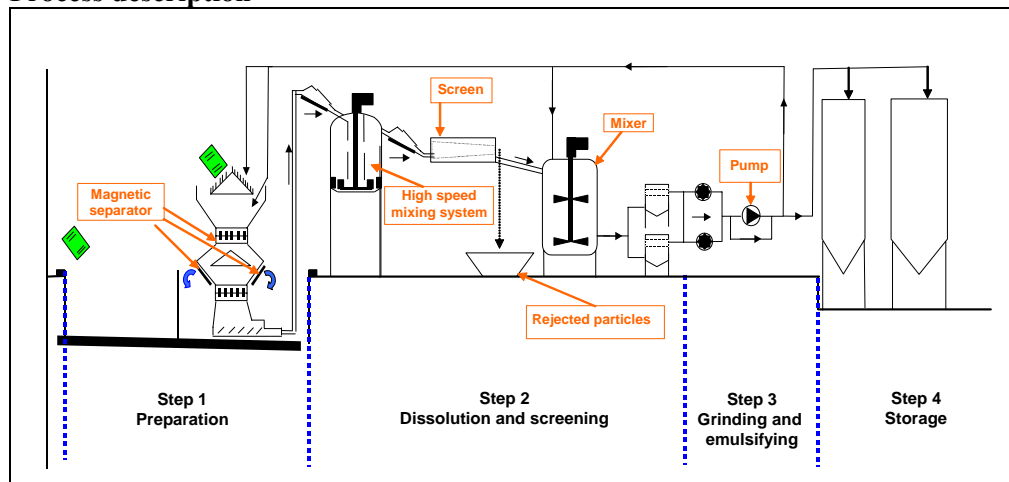 Process description
Screen
Mixer
Pump
Magnetic
separator
High speed
mixing system
Rejected particles
Step 1
Preparation
Step 2
Dissolution and screening
Step 3
Grinding and
emulsifying
Step 4
Storage